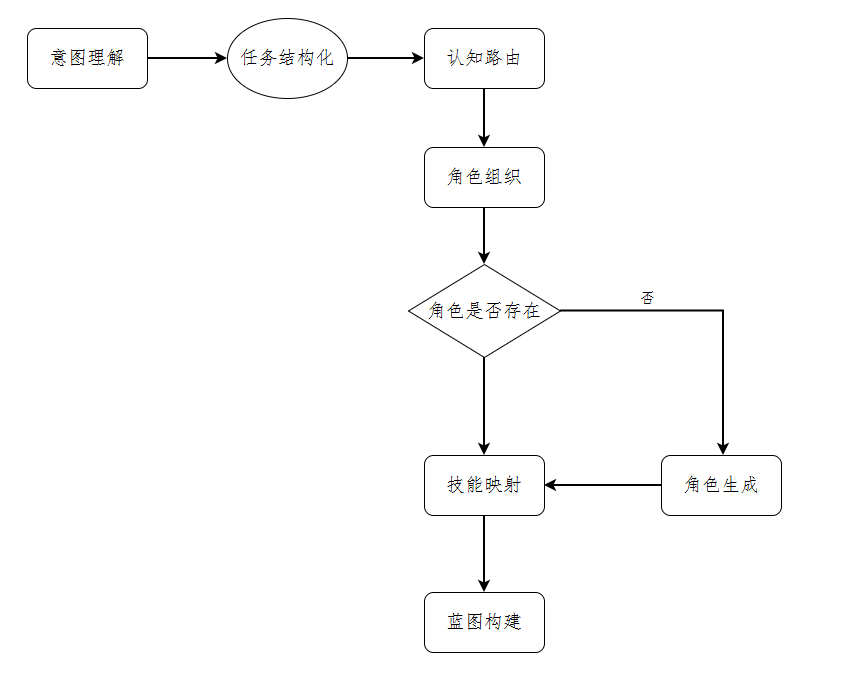 意图理解
任务结构化
认知路由
角色组织
角色是否存在
否
技能映射
角色生成
蓝图构建